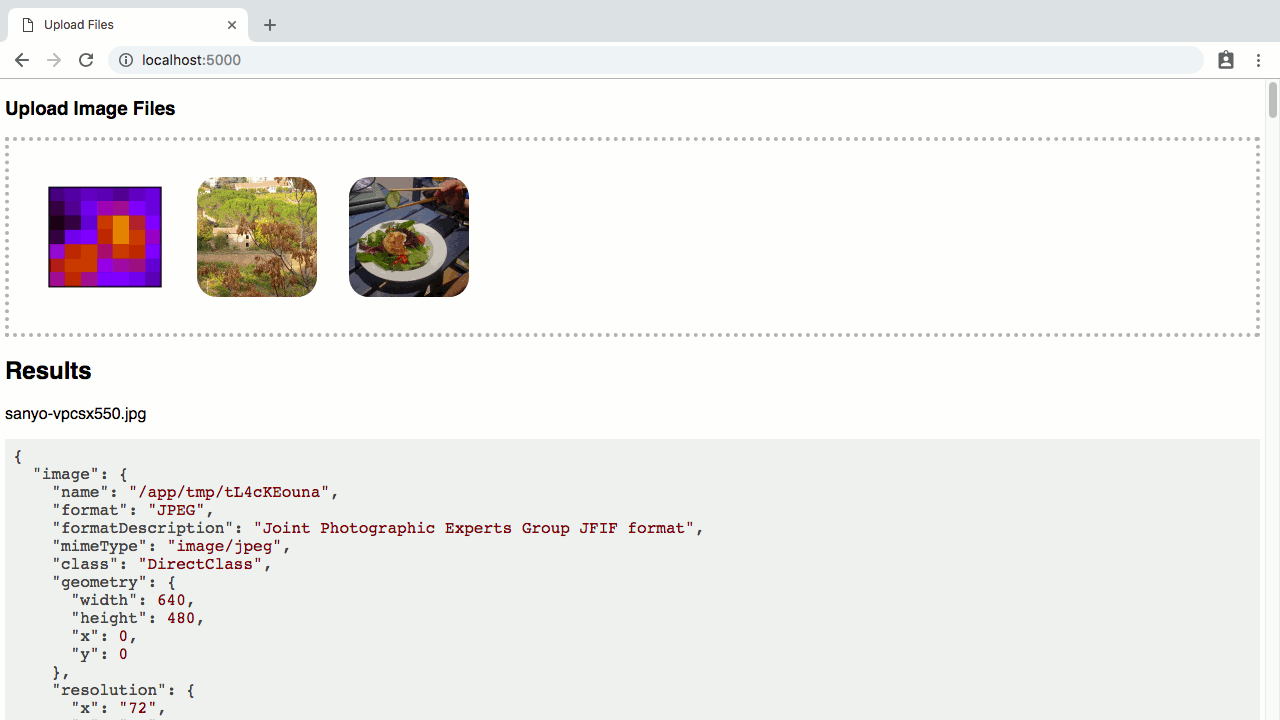 Upload Files
localhost:5000
Upload Image Files
Results
sanyo-vpcsx550.jpg
{
  "image": {
    "name": "/app/tmp/tL4cKEouna",
    "format": "JPEG",
    "formatDescription": "Joint Photographic Experts Group JFIF format",
    "mimeType": "image/jpeg",
    "class": "DirectClass",
    "geometry": {
      "width": 640,
      "height": 480,
      "x": 0,
      "y": 0
    },
    "resolution": {
      "x": "72",